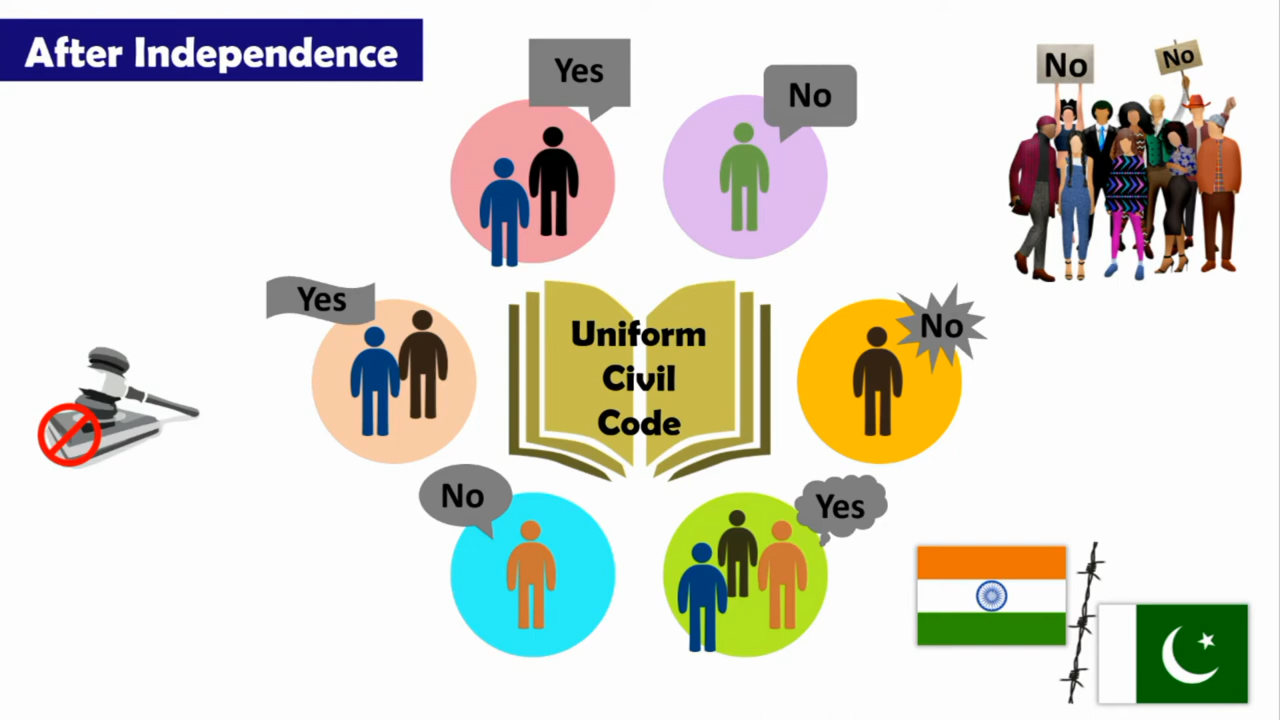 After Independence
Yes
No
No
No
Yes
No
Uniform
Civil
Code
No
Yes